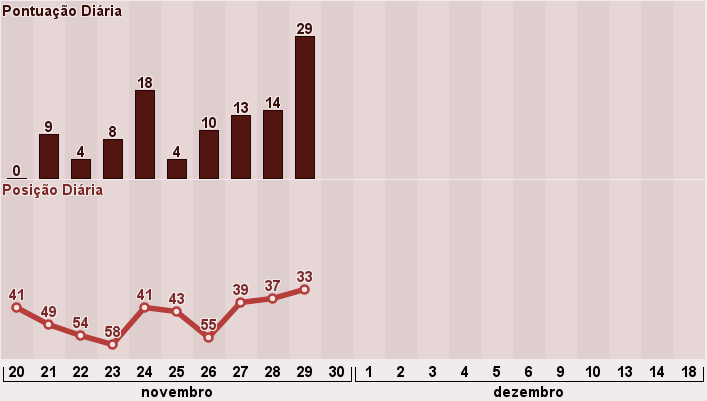 Pontuação Diária
0 9 4 8 18 4 10 13 14 29
Posição Diária
41 49 54 58 41 43 55 39 37 33
20 21 22 23 24 25 26 27 28 29 30 1 2 3 4 5 6 9 10 13 14 18
novembro dezembro